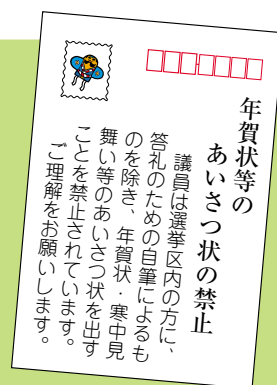 年賀状等の
あいさつ状の禁止
議員は選挙区内の方に、
答礼のための自筆によるも
のを除き、年賀状・寒中見
舞い等のあいさつ状を出す
ことを禁止されています。
ご理解をお願いします。